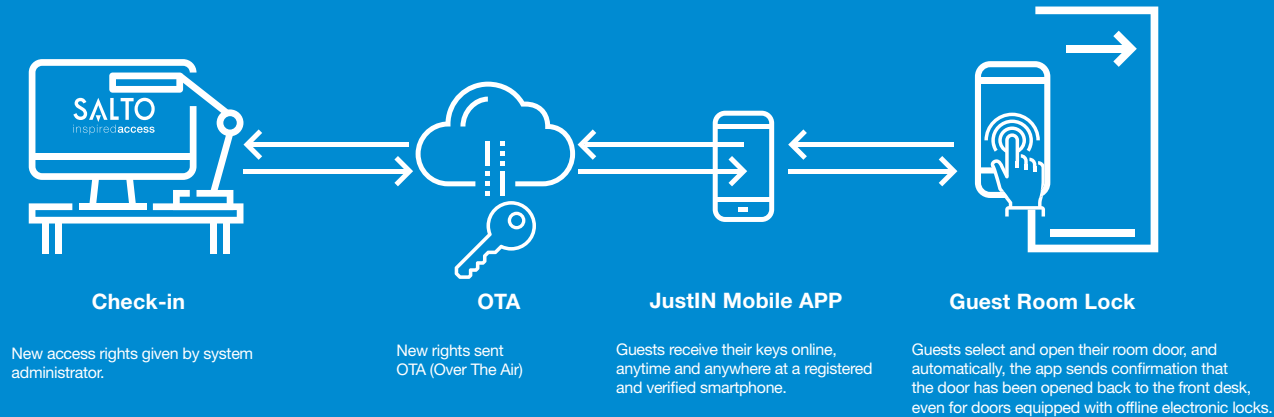 SALTO
inspiredaccess
Check-in
New access rights given by system
administrator.
OTA
New rights sent
OTA (Over The Air)
JustIN Mobile APP
Guests receive their keys online,
anytime and anywhere at a registered
and verified smartphone.
Guest Room Lock
Guests select and open their room door, and
automatically, the app sends confirmation that
the door has been opened back to the front desk,
even for doors equipped with offline electronic locks.